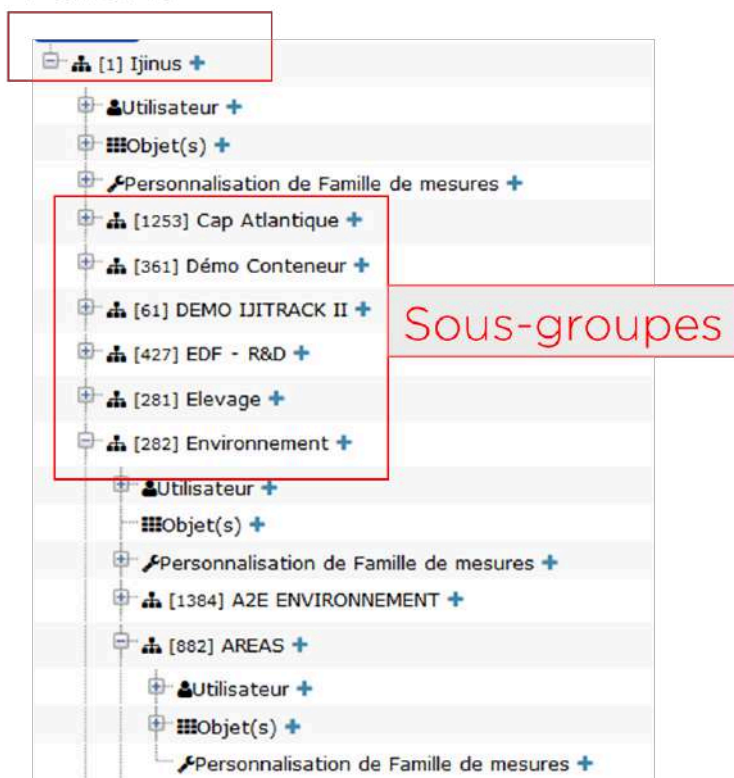 [1] Ijinus +
Utilisateur +
Objet(s) +
Personnalisation de Famille de mesures +
[1253] Cap Atlantique +
[361] Démo Conteneur +
[61] DEMO IJITRACK II +
Sous-groupes
[427] EDF - R&D +
[281] Elevage +
[282] Environnement +
Utilisateur +
Objet(s) +
Personnalisation de Famille de mesures +
[1384] A2E ENVIRONNEMENT +
[882] AREAS +
Utilisateur +
Objet(s) +
Personnalisation de Famille de mesures +